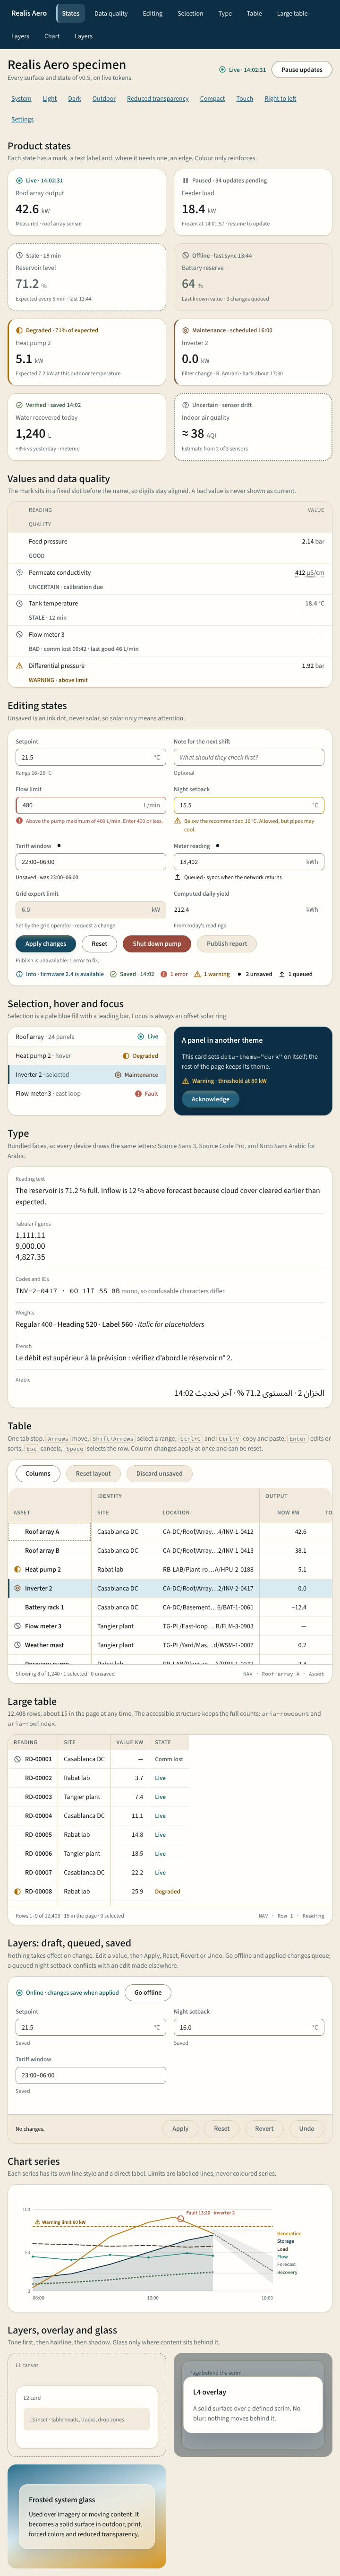 Realis Aero
States
Data quality
Editing
Selection
Type
Table
Large table
Layers
Chart
Layers
Realis Aero specimen
Every surface and state of v0.5, on live tokens.
Live · 14:02:31
Pause updates
System
Light
Dark
Outdoor
Reduced transparency
Compact
Touch
Right to left
Settings
Product states
Each state has a mark, a text label and, where it needs one, an edge. Colour only reinforces.
Live · 14:02:31
Roof array output
42.6 kW
Measured · roof array sensor
Paused · 34 updates pending
Feeder load
18.4 kW
Frozen at 14:01:57 · resume to update
Stale · 18 min
Reservoir level
71.2 %
Expected every 5 min · last 13:44
Offline · last sync 13:44
Battery reserve
64 %
Last known value · 3 changes queued
Degraded · 71% of expected
Heat pump 2
5.1 kW
Expected 7.2 kW at this outdoor temperature
Maintenance · scheduled 16:00
Inverter 2
0.0 kW
Filter change · R. Amrani · back about 17:30
Verified · saved 14:02
Water recovered today
1,240 L
+8% vs yesterday · metered
Uncertain · sensor drift
Indoor air quality
≈ 38 AQI
Estimate from 2 of 3 sensors
Values and data quality
The mark sits in a fixed slot before the name, so digits stay aligned. A bad value is never shown as current.
READING
VALUE
QUALITY
Feed pressure
2.14 bar
GOOD
Permeate conductivity
412 µS/cm
UNCERTAIN · calibration due
Tank temperature
18.4 °C
STALE · 12 min
Flow meter 3
—
BAD · comm lost 00:42 · last good 46 L/min
Differential pressure
1.92 bar
WARNING · above limit
Editing states
Unsaved is an ink dot, never solar, so solar only means attention.
Setpoint
21.5 °C
Range 16–26 °C
Note for the next shift
What should they check first?
Optional
Flow limit
480 L/min
Above the pump maximum of 400 L/min. Enter 400 or less.
Night setback
15.5 °C
Below the recommended 16 °C. Allowed, but pipes may
cool.
Tariff window
22:00–06:00
Unsaved · was 23:00–06:00
Meter reading
18,402 kWh
Queued · syncs when the network returns
Grid export limit
6.0 kW
Set by the grid operator · request a change
Computed daily yield
212.4 kWh
From today's readings
Apply changes
Reset
Shut down pump
Publish report
Publish is unavailable: 1 error to fix.
Info · firmware 2.4 is available
Saved · 14:02
1 error
1 warning
2 unsaved
1 queued
Selection, hover and focus
Selection is a pale blue fill with a leading bar. Focus is always an offset solar ring.
Roof array · 24 panels
Live
Heat pump 2 · hover
Degraded
Inverter 2 · selected
Maintenance
Flow meter 3 · east loop
Fault
A panel in another theme
This card sets data-theme="dark" on itself; the
rest of the page keeps its theme.
Warning · threshold at 80 kW
Acknowledge
Type
Bundled faces, so every device draws the same letters: Source Sans 3, Source Code Pro, and Noto Sans Arabic for
Arabic.
Reading text
The reservoir is 71.2 % full. Inflow is 12 % above forecast because cloud cover cleared earlier than
expected.
Tabular figures
1,111.11
9,000.00
4,827.35
Codes and IDs
INV-2-0417 · 0O 1lI 5S 8B mono, so confusable characters differ
Weights
Regular 400 · Heading 520 · Label 560 · Italic for placeholders
French
Le débit est supérieur à la prévision : vérifiez d'abord le réservoir n° 2.
Arabic
الخزان 2 · المستوى 71.2 % · آخر تحديث 14:02
Table
One tab stop. Arrows move, Shift+Arrows select a range, Ctrl+C and Ctrl+V copy and paste, Enter edits or
sorts, Esc cancels, Space selects the row. Column changes apply at once and can be reset.
Columns
Reset layout
Discard unsaved
IDENTITY
OUTPUT
ASSET
SITE
LOCATION
NOW KW
TO
Roof array A
Casablanca DC
CA-DC/Roof/Array…4/INV-1-0412
42.6
Roof array B
Casablanca DC
CA-DC/Roof/Array…2/INV-1-0413
38.1
Heat pump 2
Rabat lab
RB-LAB/Plant-ro…A/HPU-2-0188
5.1
Inverter 2
Casablanca DC
CA-DC/Roof/Array…2/INV-2-0417
0.0
Battery rack 1
Casablanca DC
CA-DC/Basement…6/BAT-1-0061
−12.4
Flow meter 3
Tangier plant
TG-PL/East-loop… B/FLM-3-0903
—
Weather mast
Tangier plant
TG-PL/Yard/Mas…d/WSM-1-0007
0.2
Showing 8 of 1,240 · 1 selected · 0 unsaved
NAV · Roof array A · Asset
Large table
12,408 rows, about 15 in the page at any time. The accessible structure keeps the full counts: aria-rowcount and
aria-rowindex.
READING
SITE
VALUE KW
STATE
RD-00001
Casablanca DC
—
Comm lost
RD-00002
Rabat lab
3.7
Live
RD-00003
Tangier plant
7.4
Live
RD-00004
Casablanca DC
11.1
Live
RD-00005
Rabat lab
14.8
Live
RD-00006
Tangier plant
18.5
Live
RD-00007
Casablanca DC
22.2
Live
RD-00008
Rabat lab
25.9
Degraded
Rows 1–9 of 12,408 · 15 in the page · 0 selected
NAV · Row 1 · Reading
Layers: draft, queued, saved
Nothing takes effect on change. Edit a value, then Apply, Reset, Revert or Undo. Go offline and applied changes queue;
a queued night setback conflicts with an edit made elsewhere.
Online · changes save when applied
Go offline
Setpoint
21.5 °C
Saved
Night setback
16.0 °C
Saved
Tariff window
23:00–06:00
Saved
No changes.
Apply
Reset
Revert
Undo
Chart series
Each series has its own line style and a direct label. Limits are labelled lines, never coloured series.
100
50
0
Warning limit 80 kW
Fault 13:20 · inverter 2
Generation
Storage
Load
Flow
Forecast
Recovery
06:00
12:00
18:00
Layers, overlay and glass
Tone first, then hairline, then shadow. Glass only where content sits behind it.
L1 canvas
L2 card
L3 inset · table heads, tracks, drop zones
Page behind the scrim
L4 overlay
A solid surface over a defined scrim. No
blur: nothing moves behind it.
Frosted system glass
Used over imagery or moving content. It
becomes a solid surface in outdoor, print,
forced colors and reduced transparency.